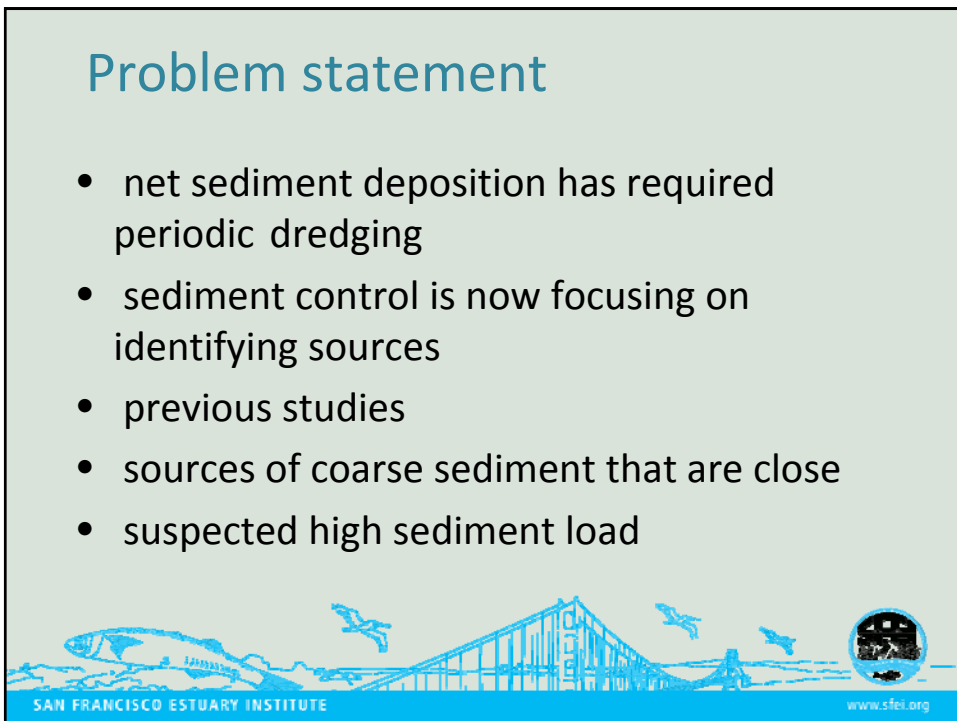 Problem statement
• net sediment deposition has required
periodic dredging
• sediment control is now focusing on
identifying sources
• previous studies
• sources of coarse sediment that are close
• suspected high sediment load
SAN FRANCISCO ESTUARY INSTITUTE
www.sfei.org